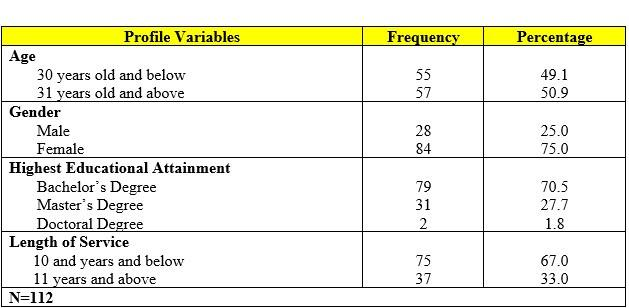 Profile Variables Frequency Percentage
Age
30 years old and below 55 49.1
31 years old and above 57 50.9
Gender
Male 28 25.0
Female 84 75.0
Highest Educational Attainment
Bachelor's Degree 79 70.5
Master's Degree 31 27.7
Doctoral Degree 2 1.8
Length of Service
10 and years and below 75 67.0
11 years and above 37 33.0
N=112